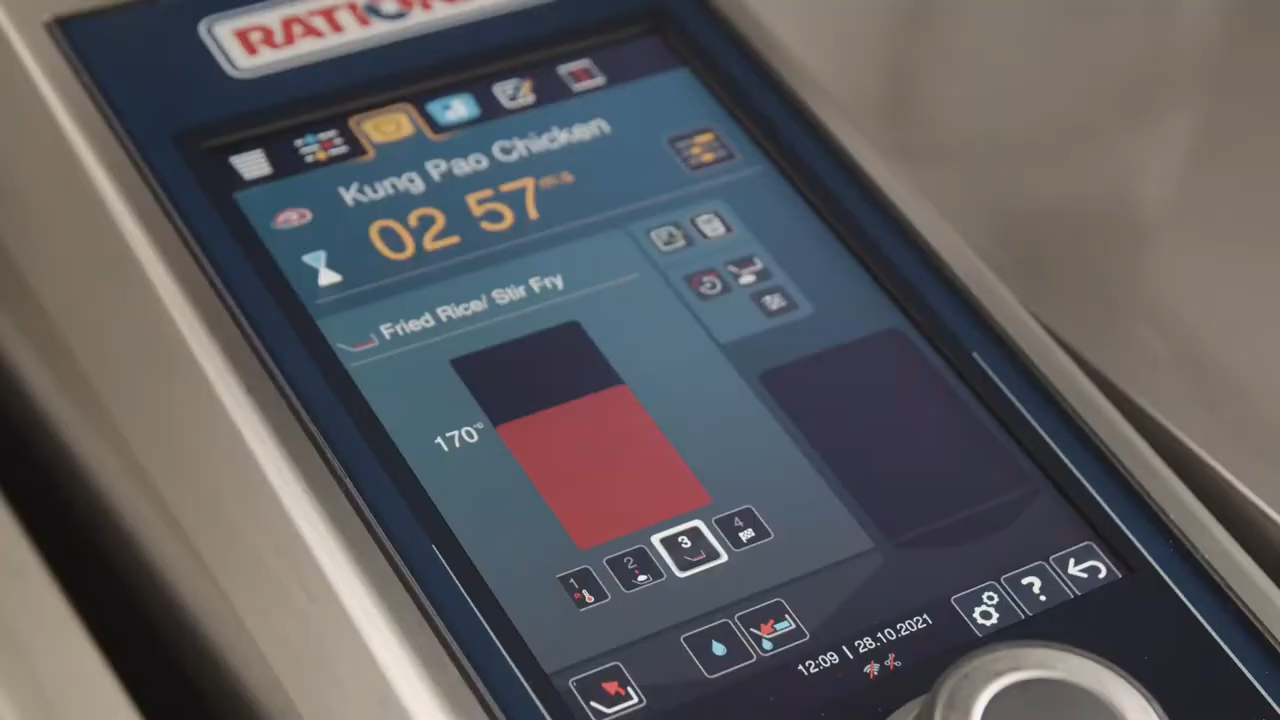 Kung Pao Chicken
02 57
Fried Rice/ Stir Fry
170°C
1 2 3 4
12:09 | 28.10.2021
?